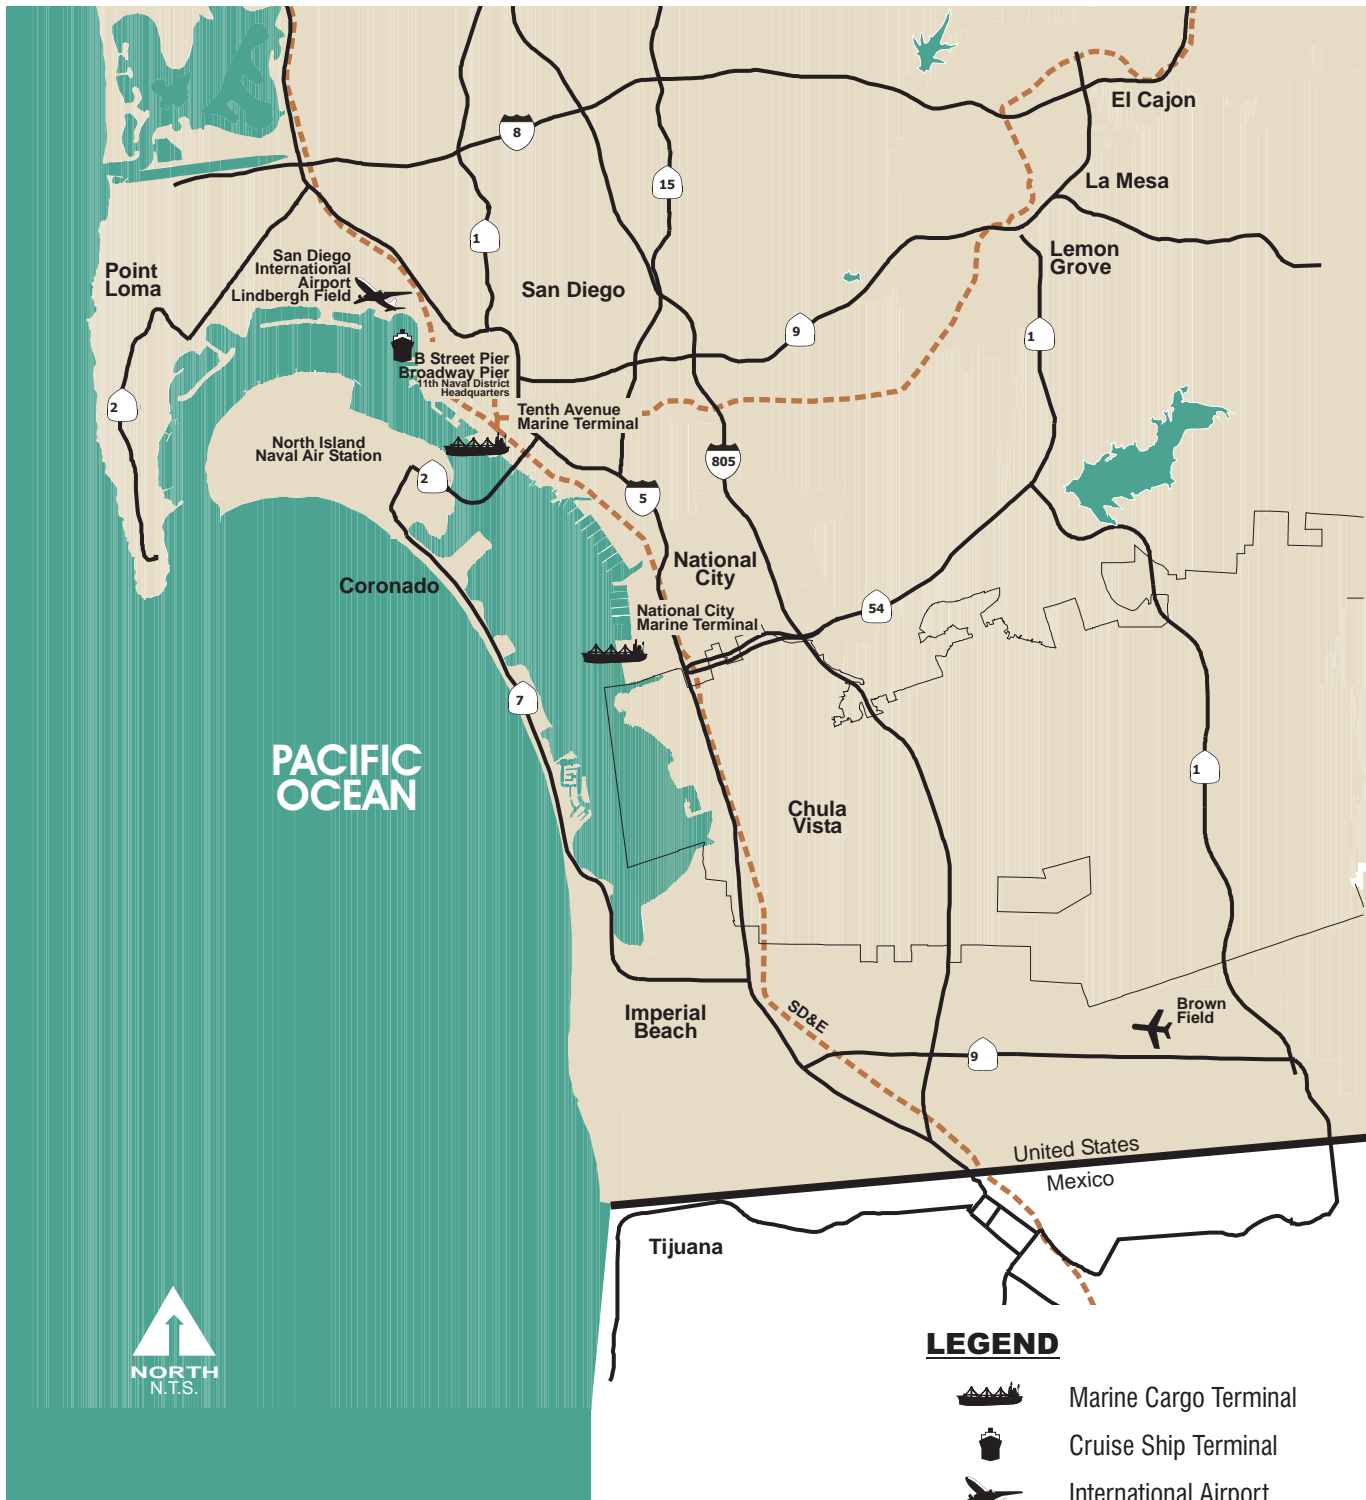 El Cajon
8
La Mesa
15
1
Lemon
Grove
San Diego
International
Airport
Lindbergh Field
Point
Loma
San Diego
9
1
B Street Pier
Broadway Pier
11th Naval District
Headquarters
2
Tenth Avenue
Marine Terminal
North Island
Naval Air Station
805
2
5
National
City
Coronado
54
National City
Marine Terminal
7
PACIFIC
OCEAN
1
Chula
Vista
Imperial
Beach
SD&E
Brown
Field
9
United States
Mexico
Tijuana
NORTH
N.T.S.
LEGEND
Marine Cargo Terminal
Cruise Ship Terminal
International Airport